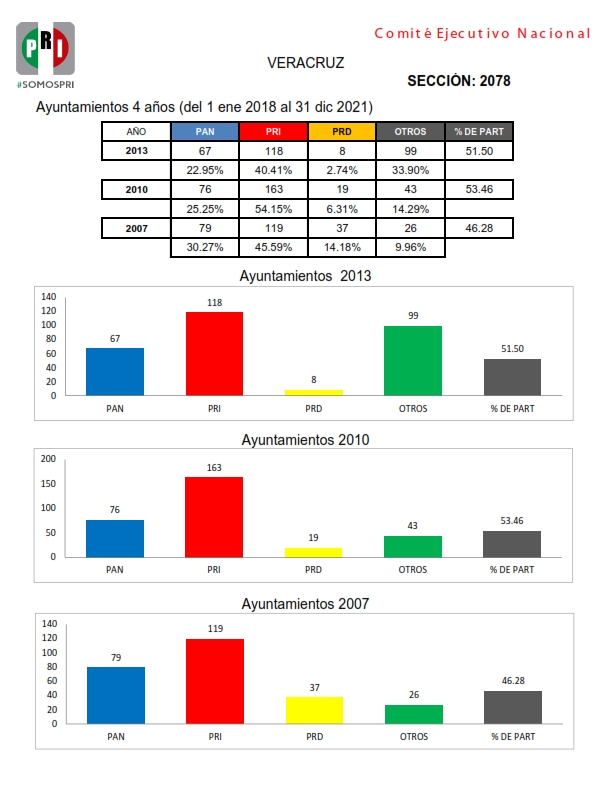 PRI
#SOMOSPRI
Comité Ejecutivo Nacional
VERACRUZ
SECCIÓN: 2078
Ayuntamientos 4 años (del 1 ene 2018 al 31 dic 2021)
AÑO PAN PRI PRD OTROS % DE PART
2013 67 118 8 99 51.50
22.95% 40.41% 2.74% 33.90%
2010 76 163 19 43 53.46
25.25% 54.15% 6.31% 14.29%
2007 79 119 37 26 46.28
30.27% 45.59% 14.18% 9.96%
Ayuntamientos 2013
140
120
100
80
60
40
20
0
67 118 8 99 51.50
PAN PRI PRD OTROS % DE PART
Ayuntamientos 2010
200
150
100
50
0
76 163 19 43 53.46
PAN PRI PRD OTROS % DE PART
Ayuntamientos 2007
140
120
100
80
60
40
20
0
79 119 37 26 46.28
PAN PRI PRD OTROS % DE PART